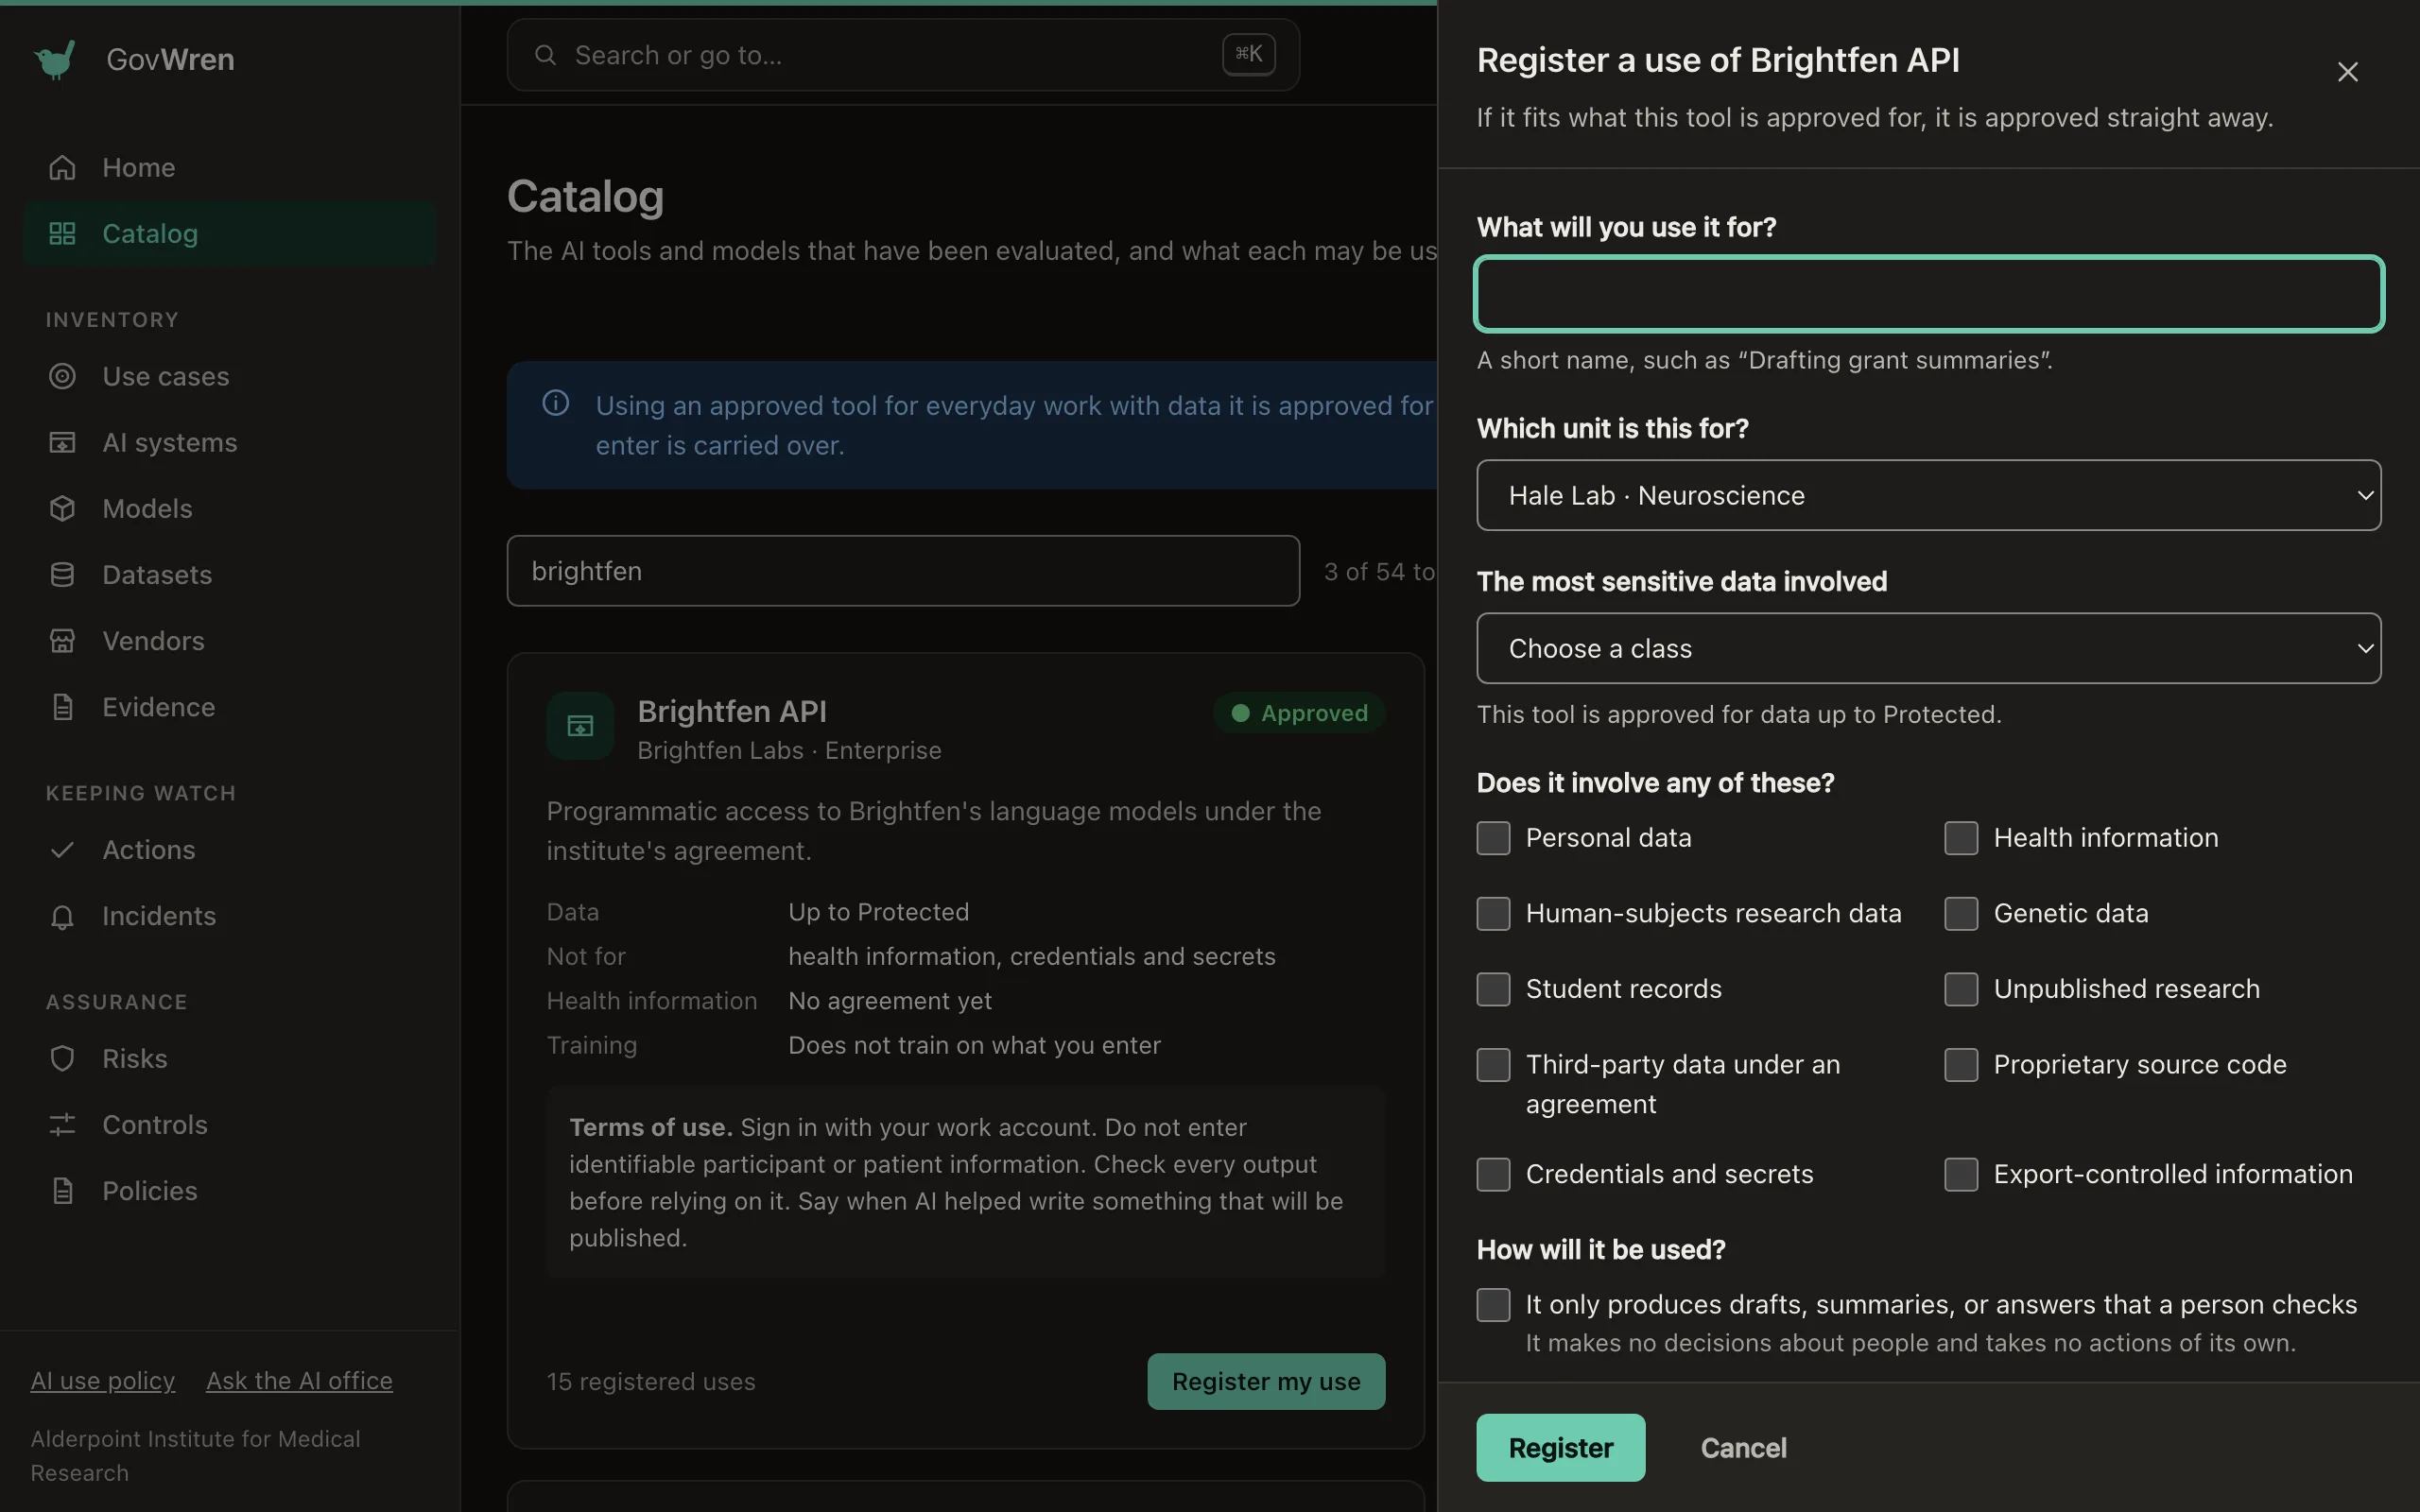 GovWren
Home
Catalog
INVENTORY
Use cases
AI systems
Models
Datasets
Vendors
Evidence
KEEPING WATCH
Actions
Incidents
ASSURANCE
Risks
Controls
Policies
AI use policy
Ask the AI office
Alderpoint Institute for Medical
Research
Search or go to...
⌘K
Catalog
The AI tools and models that have been evaluated, and what each may be us
Using an approved tool for everyday work with data it is approved for
enter is carried over.
brightfen
3 of 54 to
Brightfen API
Approved
Brightfen Labs · Enterprise
Programmatic access to Brightfen's language models under the
institute's agreement.
Data Up to Protected
Not for health information, credentials and secrets
Health information No agreement yet
Training Does not train on what you enter
Terms of use. Sign in with your work account. Do not enter
identifiable participant or patient information. Check every output
before relying on it. Say when AI helped write something that will be
published.
15 registered uses
Register my use
Register a use of Brightfen API
If it fits what this tool is approved for, it is approved straight away.
What will you use it for?
A short name, such as “Drafting grant summaries”.
Which unit is this for?
Hale Lab · Neuroscience
The most sensitive data involved
Choose a class
This tool is approved for data up to Protected.
Does it involve any of these?
Personal data
Health information
Human-subjects research data
Genetic data
Student records
Unpublished research
Third-party data under an
agreement
Proprietary source code
Credentials and secrets
Export-controlled information
How will it be used?
It only produces drafts, summaries, or answers that a person checks
It makes no decisions about people and takes no actions of its own.
Register
Cancel